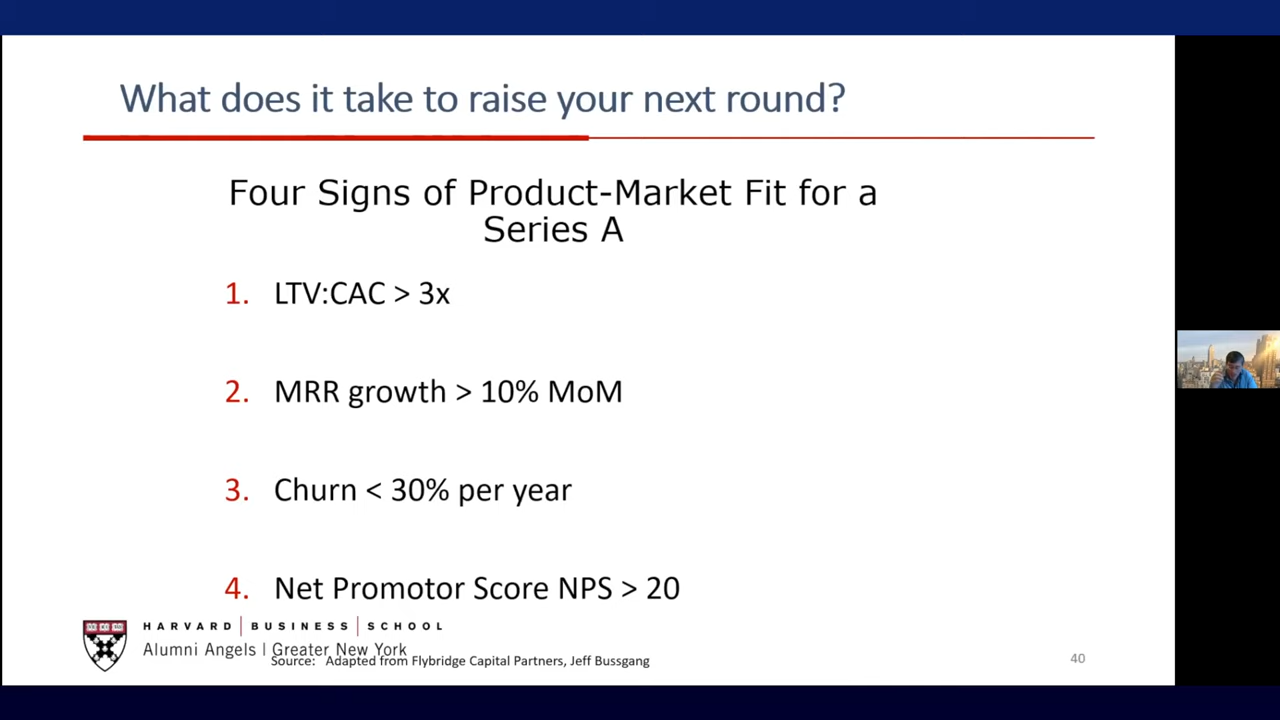 What does it take to raise your next round?
Four Signs of Product-Market Fit for a
Series A
1. LTV:CAC > 3x
2. MRR growth > 10% MoM
3. Churn < 30% per year
4. Net Promotor Score NPS > 20
HARVARD | BUSINESS | SCHOOL
Alumni Angels | Greater New York
Source: Adapted from Flybridge Capital Partners, Jeff Bussgang
40